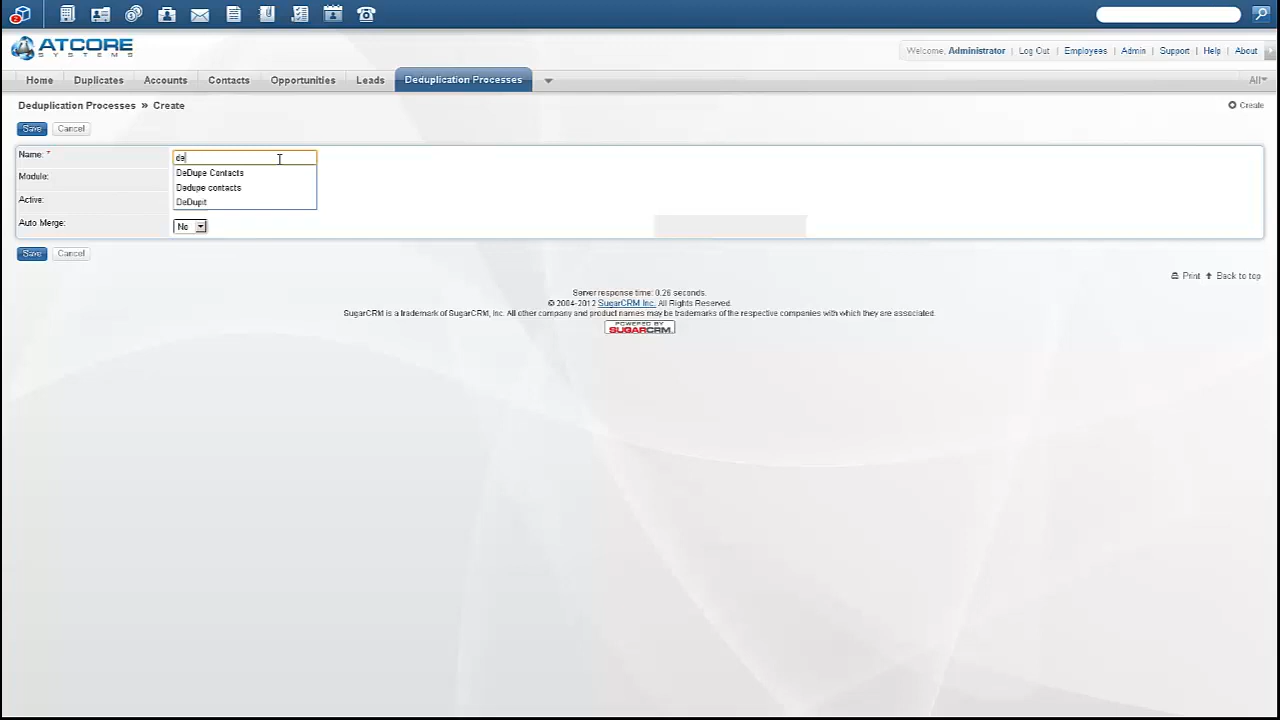 2
ATCORE
SYSTEMS
Welcome, Administrator | Log Out | Employees | Admin | Support | Help | About
Home Duplicates Accounts Contacts Opportunities Leads Deduplication Processes All
Deduplication Processes » Create
Create
Save Cancel
Name: * de
DeDupe Contacts
Module:
Dedupe contacts
Active:
DeDupit
Auto Merge: No
Save Cancel
Print Back to top
Server response time: 0.26 seconds.
© 2004-2012 SugarCRM Inc. All Rights Reserved.
SugarCRM is a trademark of SugarCRM, Inc. All other company and product names may be trademarks of the respective companies with which they are associated.
POWERED BY
SUGARCRM